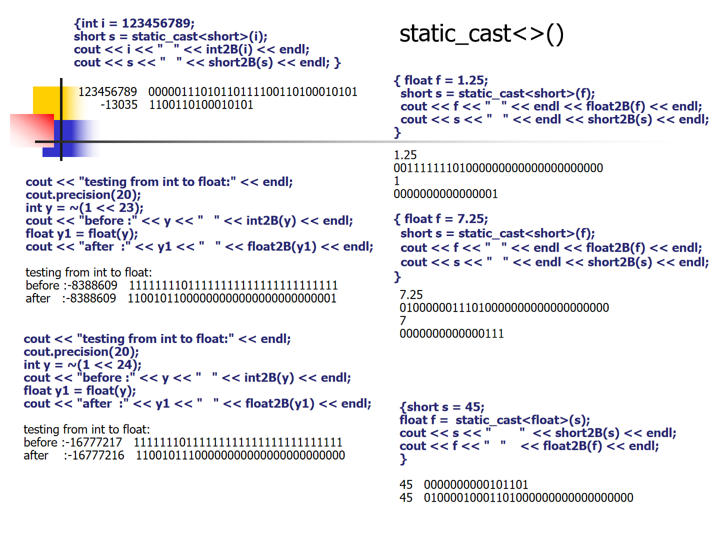 static_cast<>()
{int i = 123456789;
short s = static_cast<short>(i);
cout << i << "   " << int2B(i) << endl;
cout << s << "   " << short2B(s) << endl; }
123456789   00000111010110111100110100010101
-13035   1100110100010101
cout << "testing from int to float:" << endl;
cout.precision(20);
int y = ~(1 << 23);
cout << "before :" << y << "   " << int2B(y) << endl;
float y1 = float(y);
cout << "after  :" << y1 << "   " << float2B(y1) << endl;
testing from int to float:
before :-8388609   11111111011111111111111111111111
after   :-8388609   11001011000000000000000000000001
cout << "testing from int to float:" << endl;
cout.precision(20);
int y = ~(1 << 24);
cout << "before :" << y << "   " << int2B(y) << endl;
float y1 = float(y);
cout << "after  :" << y1 << "   " << float2B(y1) << endl;
testing from int to float:
before :-16777217   11111110111111111111111111111111
after    :-16777216   11001011100000000000000000000000
{ float f = 1.25;
short s = static_cast<short>(f);
cout << f << "   " << endl << float2B(f) << endl;
cout << s << "   " << endl << short2B(s) << endl;
}
1.25
00111111101000000000000000000000
1
0000000000000001
{ float f = 7.25;
short s = static_cast<short>(f);
cout << f << "   " << endl << float2B(f) << endl;
cout << s << "   " << endl << short2B(s) << endl;
}
7.25
01000000111010000000000000000000
7
0000000000000111
{short s = 45;
float f =  static_cast<float>(s);
cout << s << "        "  << short2B(s) << endl;
cout << f << "   "    << float2B(f) << endl;
}
45   0000000000101101
45   01000010001101000000000000000000